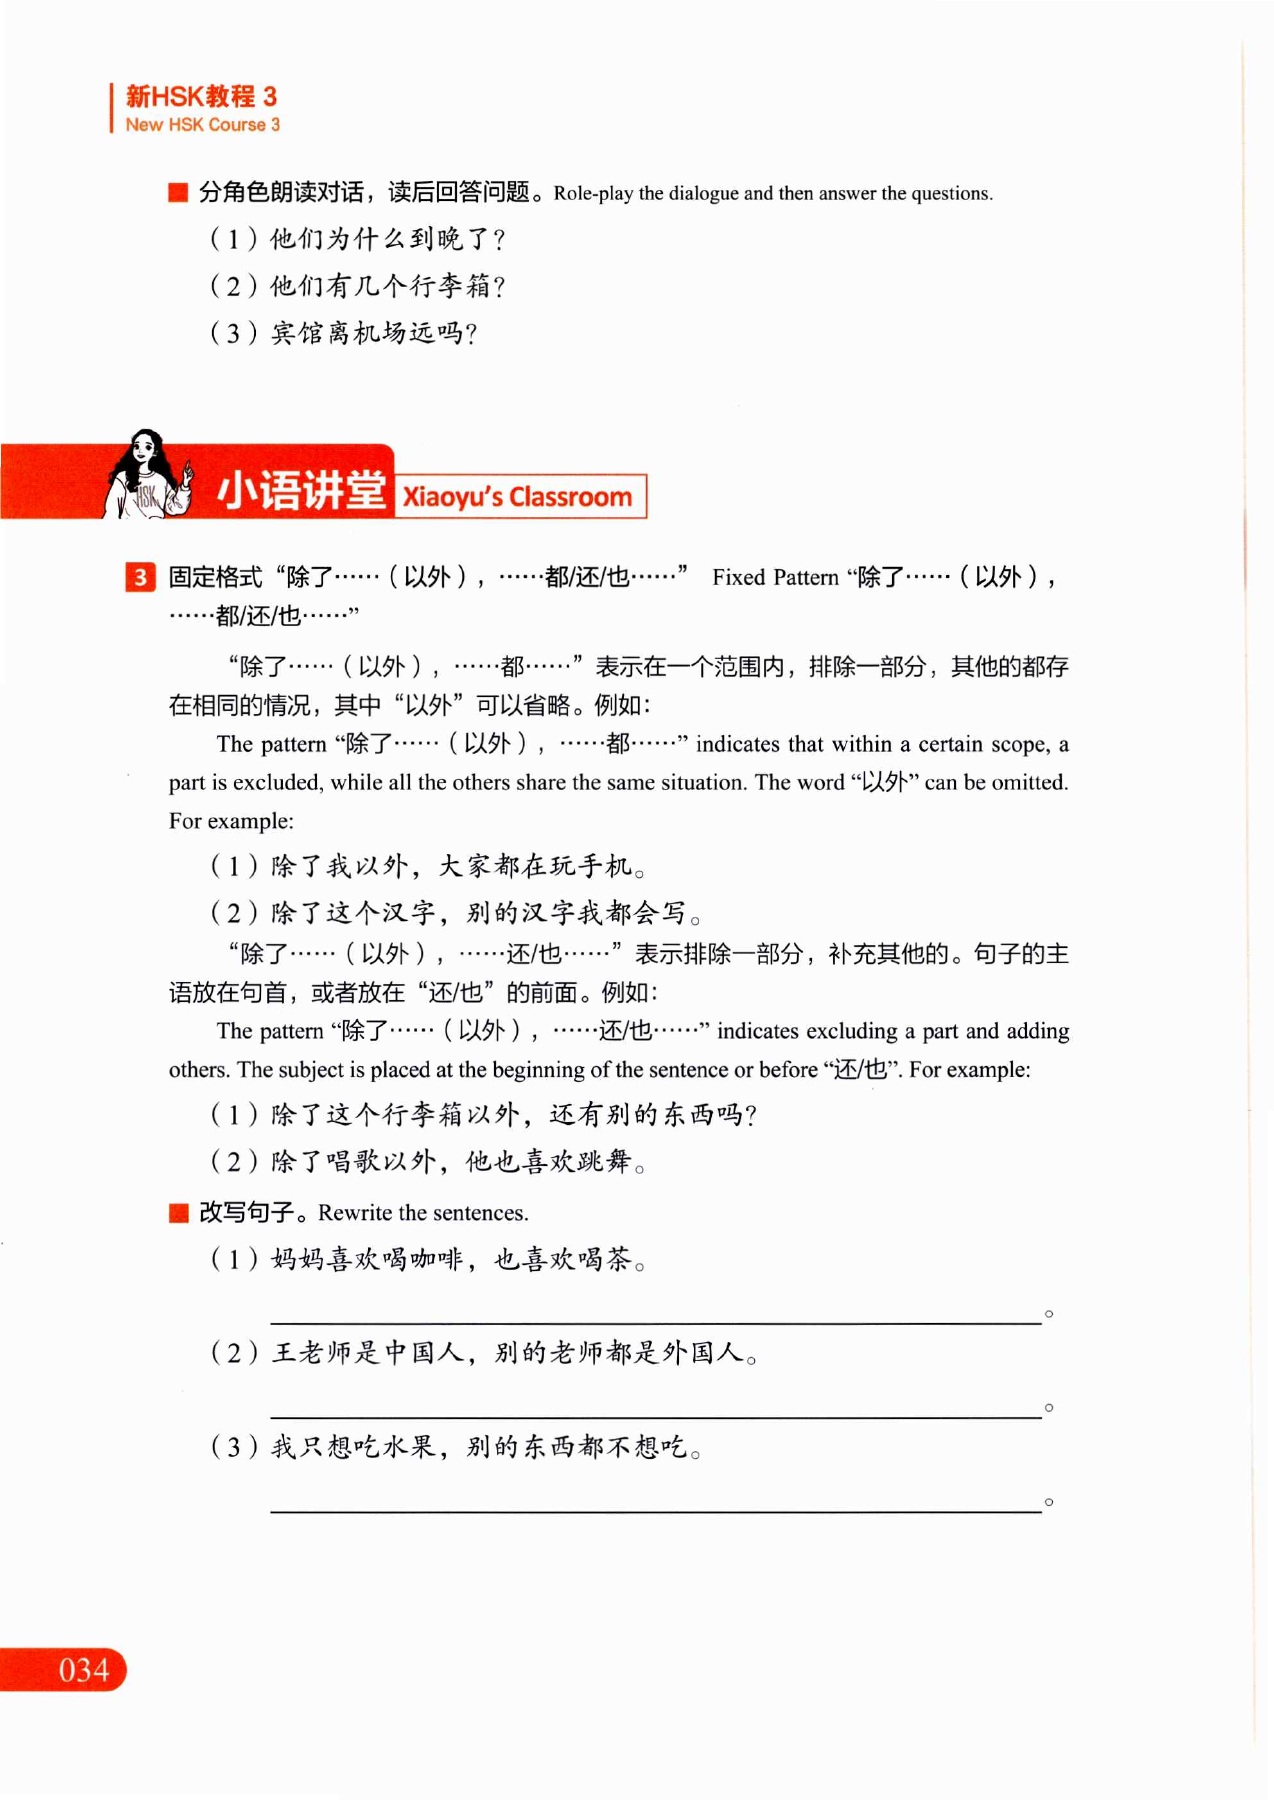 新HSK教程 3
New HSK Course 3
■ 分角色朗读对话，读后回答问题。Role-play the dialogue and then answer the questions.
（1）他们为什么到晚了？
（2）他们有几个行李箱？
（3）宾馆离机场远吗？
HSK
小语讲堂 Xiaoyu's Classroom
3 固定格式“除了……（以外），……都/还/也……” Fixed Pattern “除了……（以外），
……都/还/也……”
“除了……（以外），……都……”表示在一个范围内，排除一部分，其他的都存
在相同的情况，其中“以外”可以省略。例如：
The pattern “除了……（以外），……都……” indicates that within a certain scope, a
part is excluded, while all the others share the same situation. The word “以外” can be omitted.
For example:
（1）除了我以外，大家都在玩手机。
（2）除了这个汉字，别的汉字我都会写。
“除了……（以外），……还/也……”表示排除一部分，补充其他的。句子的主
语放在句首，或者放在“还/也”的前面。例如：
The pattern “除了……（以外），……还/也……” indicates excluding a part and adding
others. The subject is placed at the beginning of the sentence or before “还/也”. For example:
（1）除了这个行李箱以外，还有别的东西吗？
（2）除了唱歌以外，他也喜欢跳舞。
■ 改写句子。Rewrite the sentences.
（1）妈妈喜欢喝咖啡，也喜欢喝茶。
。
（2）王老师是中国人，别的老师都是外国人。
。
（3）我只想吃水果，别的东西都不想吃。
。
034